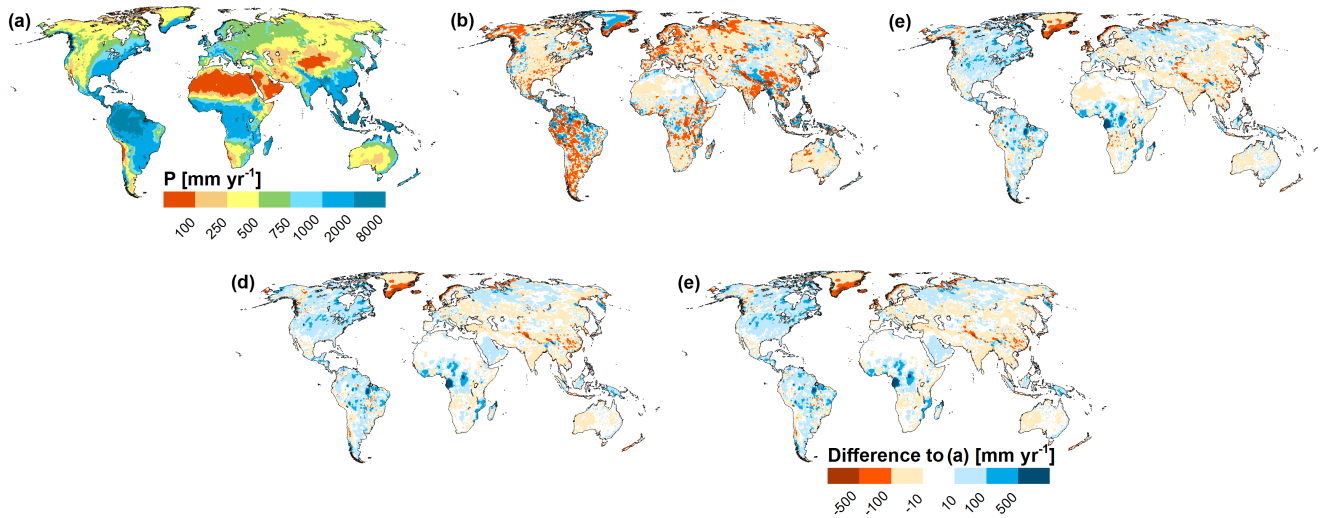 (a)
(b)
(e)
P [mm yr⁻¹]
100 250 500 750 1000 2000 8000
(d)
(e)
Difference to (a) [mm yr⁻¹]
-500 -100 -10 10 100 500